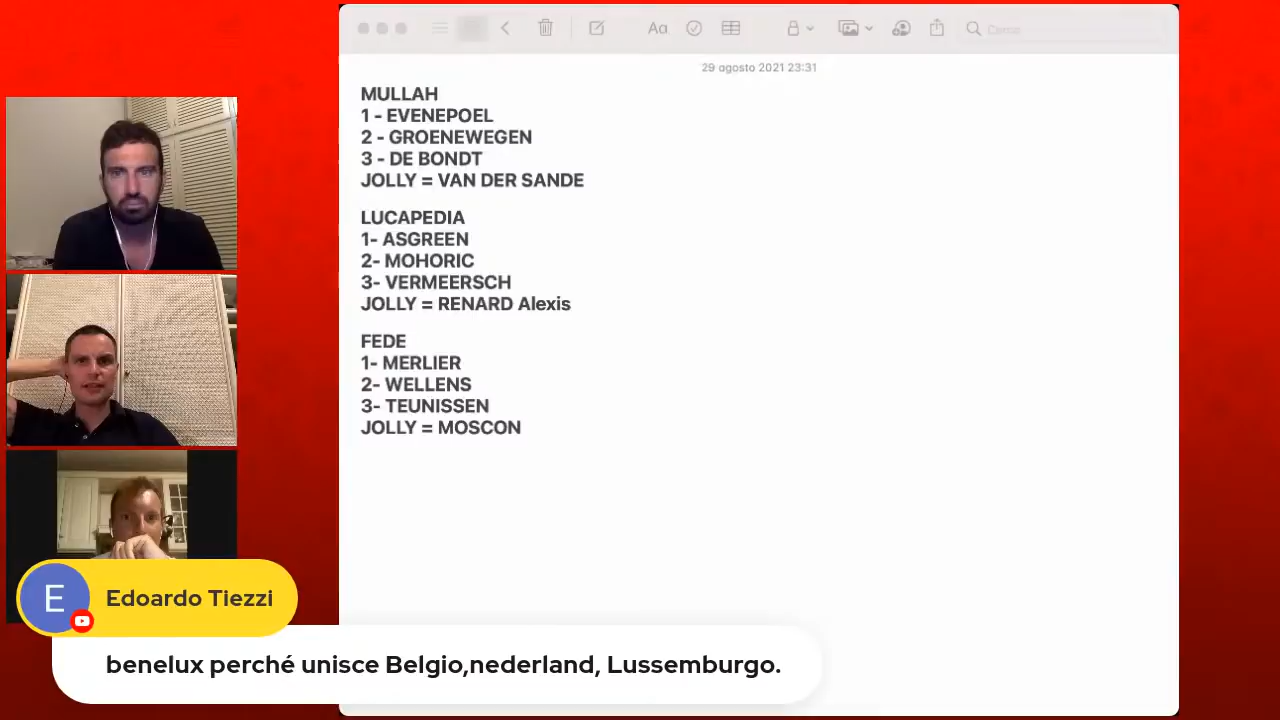 Aa
Cerca
29 agosto 2021 23:31
MULLAH
1 - EVENEPOEL
2 - GROENEWEGEN
3 - DE BONDT
JOLLY = VAN DER SANDE
LUCAPEDIA
1- ASGREEN
2- MOHORIC
3- VERMEERSCH
JOLLY = RENARD Alexis
FEDE
1- MERLIER
2- WELLENS
3- TEUNISSEN
JOLLY = MOSCON
E
Edoardo Tiezzi
benelux perché unisce Belgio,nederland, Lussemburgo.